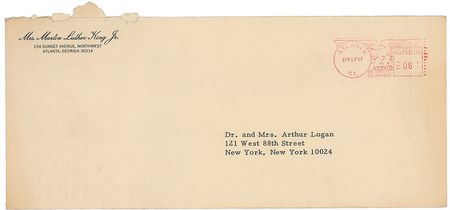 Mrs. Martin Luther King Jr.
234 SUNSET AVENUE, NORTHWEST
ATLANTA, GEORGIA 30314
ATLANTA
GA.
06
Dr. and Mrs. Arthur Logan
121 West 88th Street
New York, New York 10024